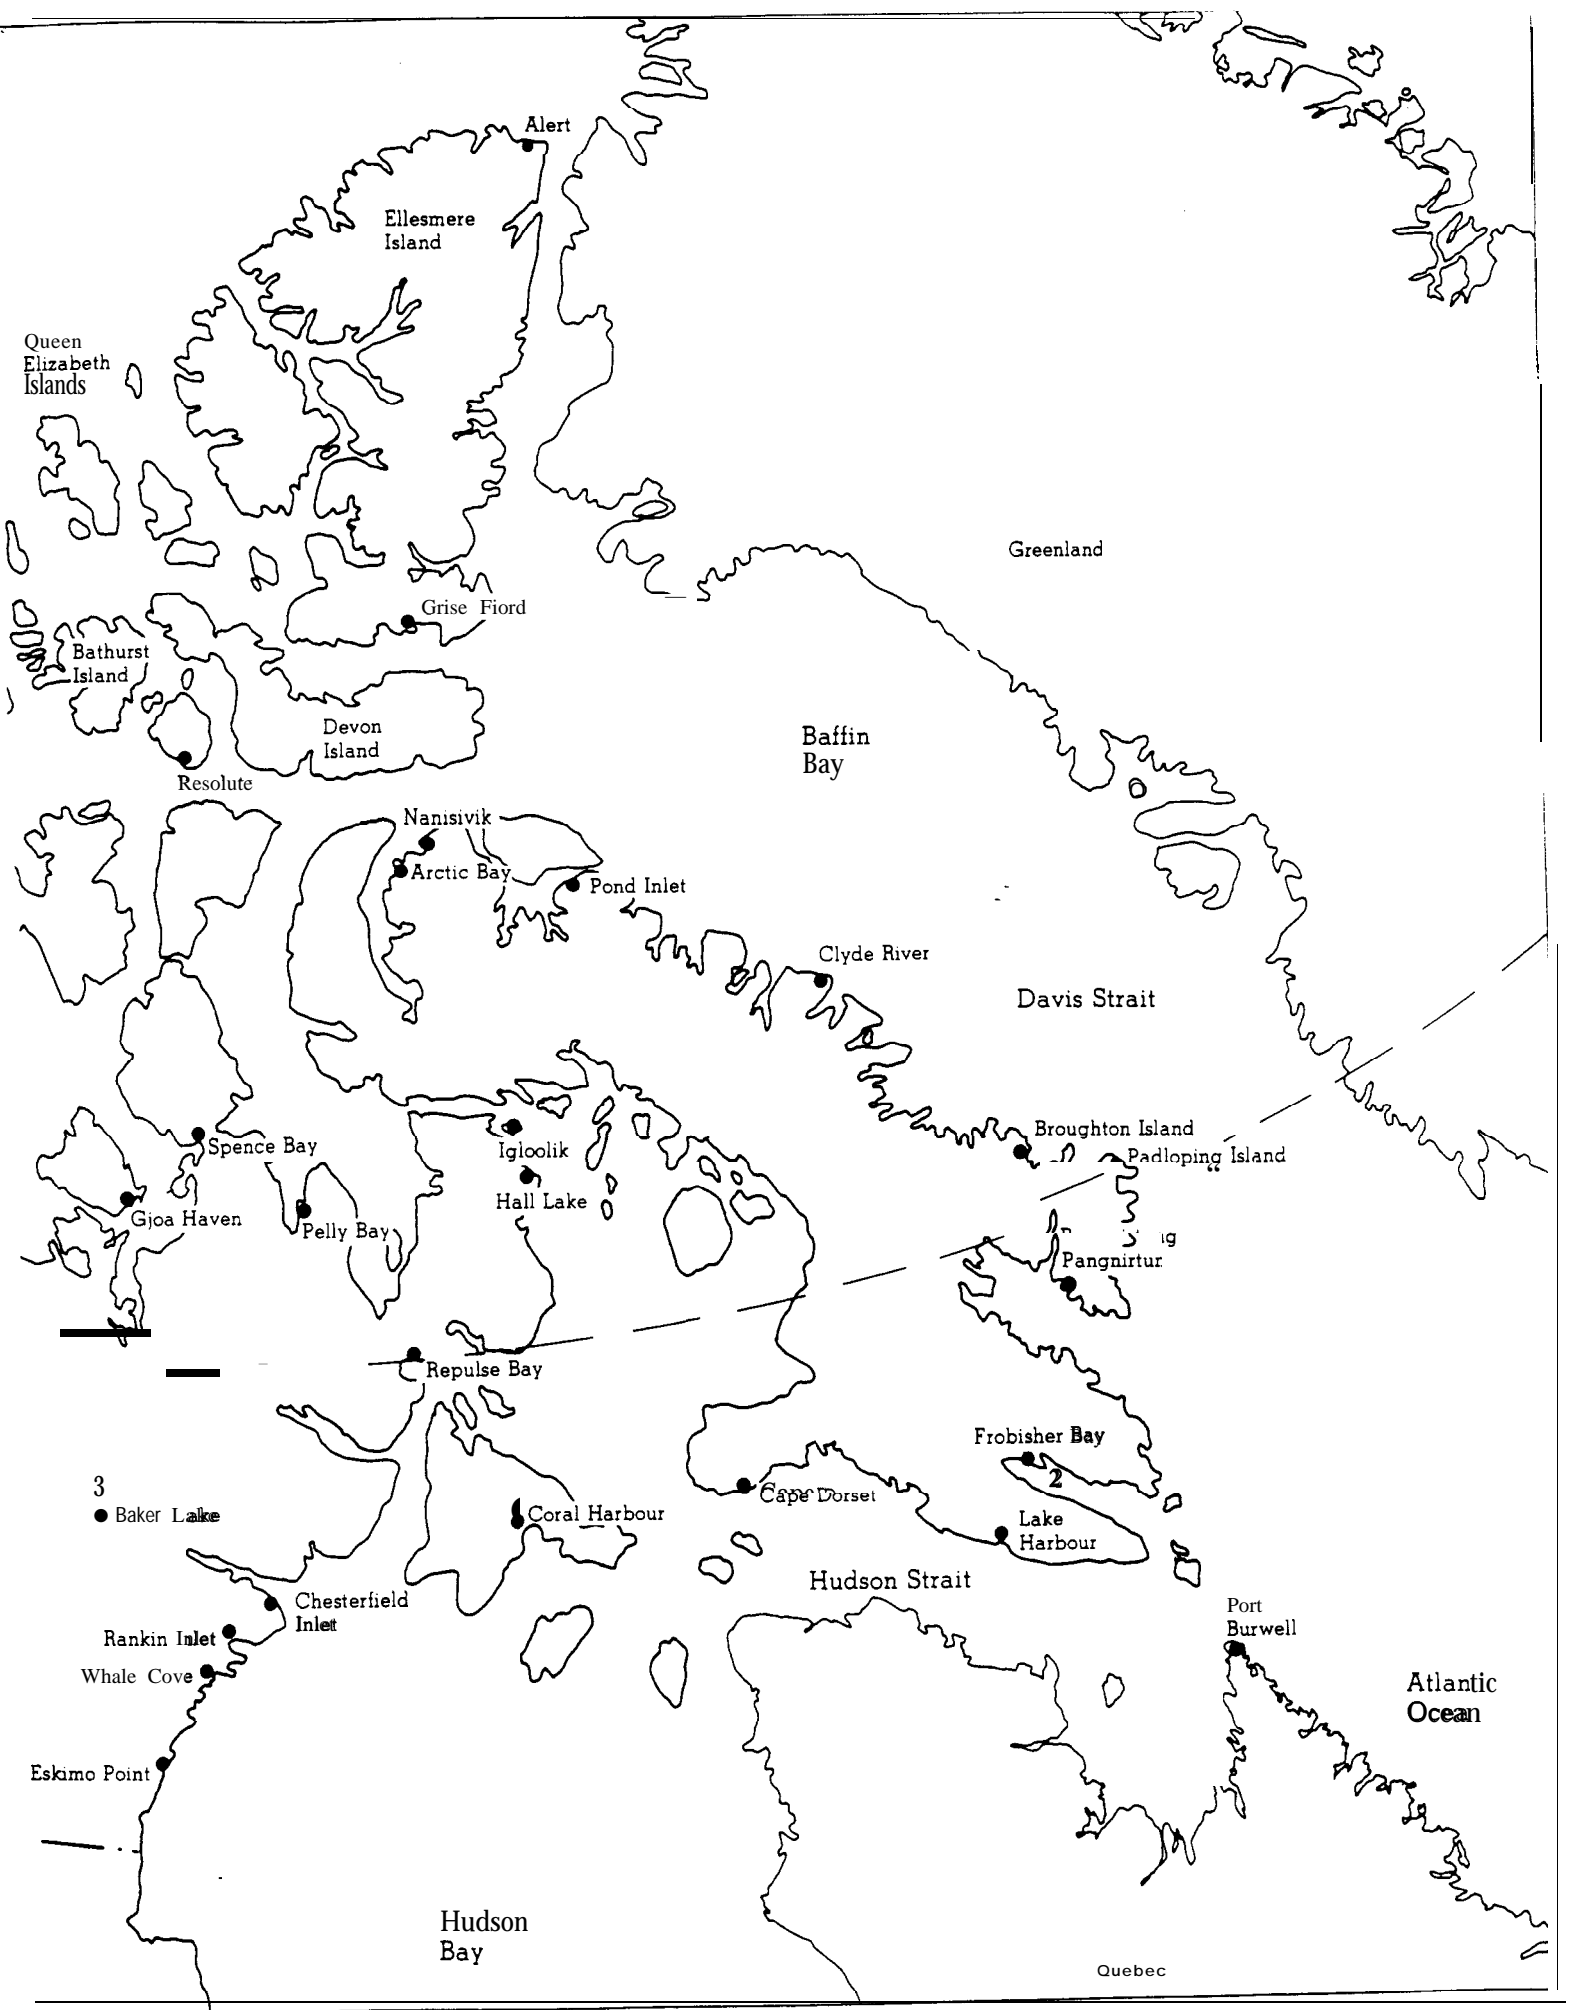 Alert
Ellesmere
Island
Queen
Elizabeth
Islands
Greenland
Grise Fiord
Bathurst
Island
Devon
Island
Baffin
Bay
Resolute
Nanisivik
Arctic Bay
Pond Inlet
Clyde River
Davis Strait
Broughton Island
Padloping Island
Spence Bay
Igloolik
Hall Lake
Gjoa Haven
Pelly Bay
Pangnirtun
Repulse Bay
Frobisher Bay
2
3
Baker Lake
Cape Dorset
Coral Harbour
Lake
Harbour
Hudson Strait
Chesterfield
Inlet
Port
Burwell
Rankin Inlet
Whale Cove
Atlantic
Ocean
Eskimo Point
Hudson
Bay
Quebec